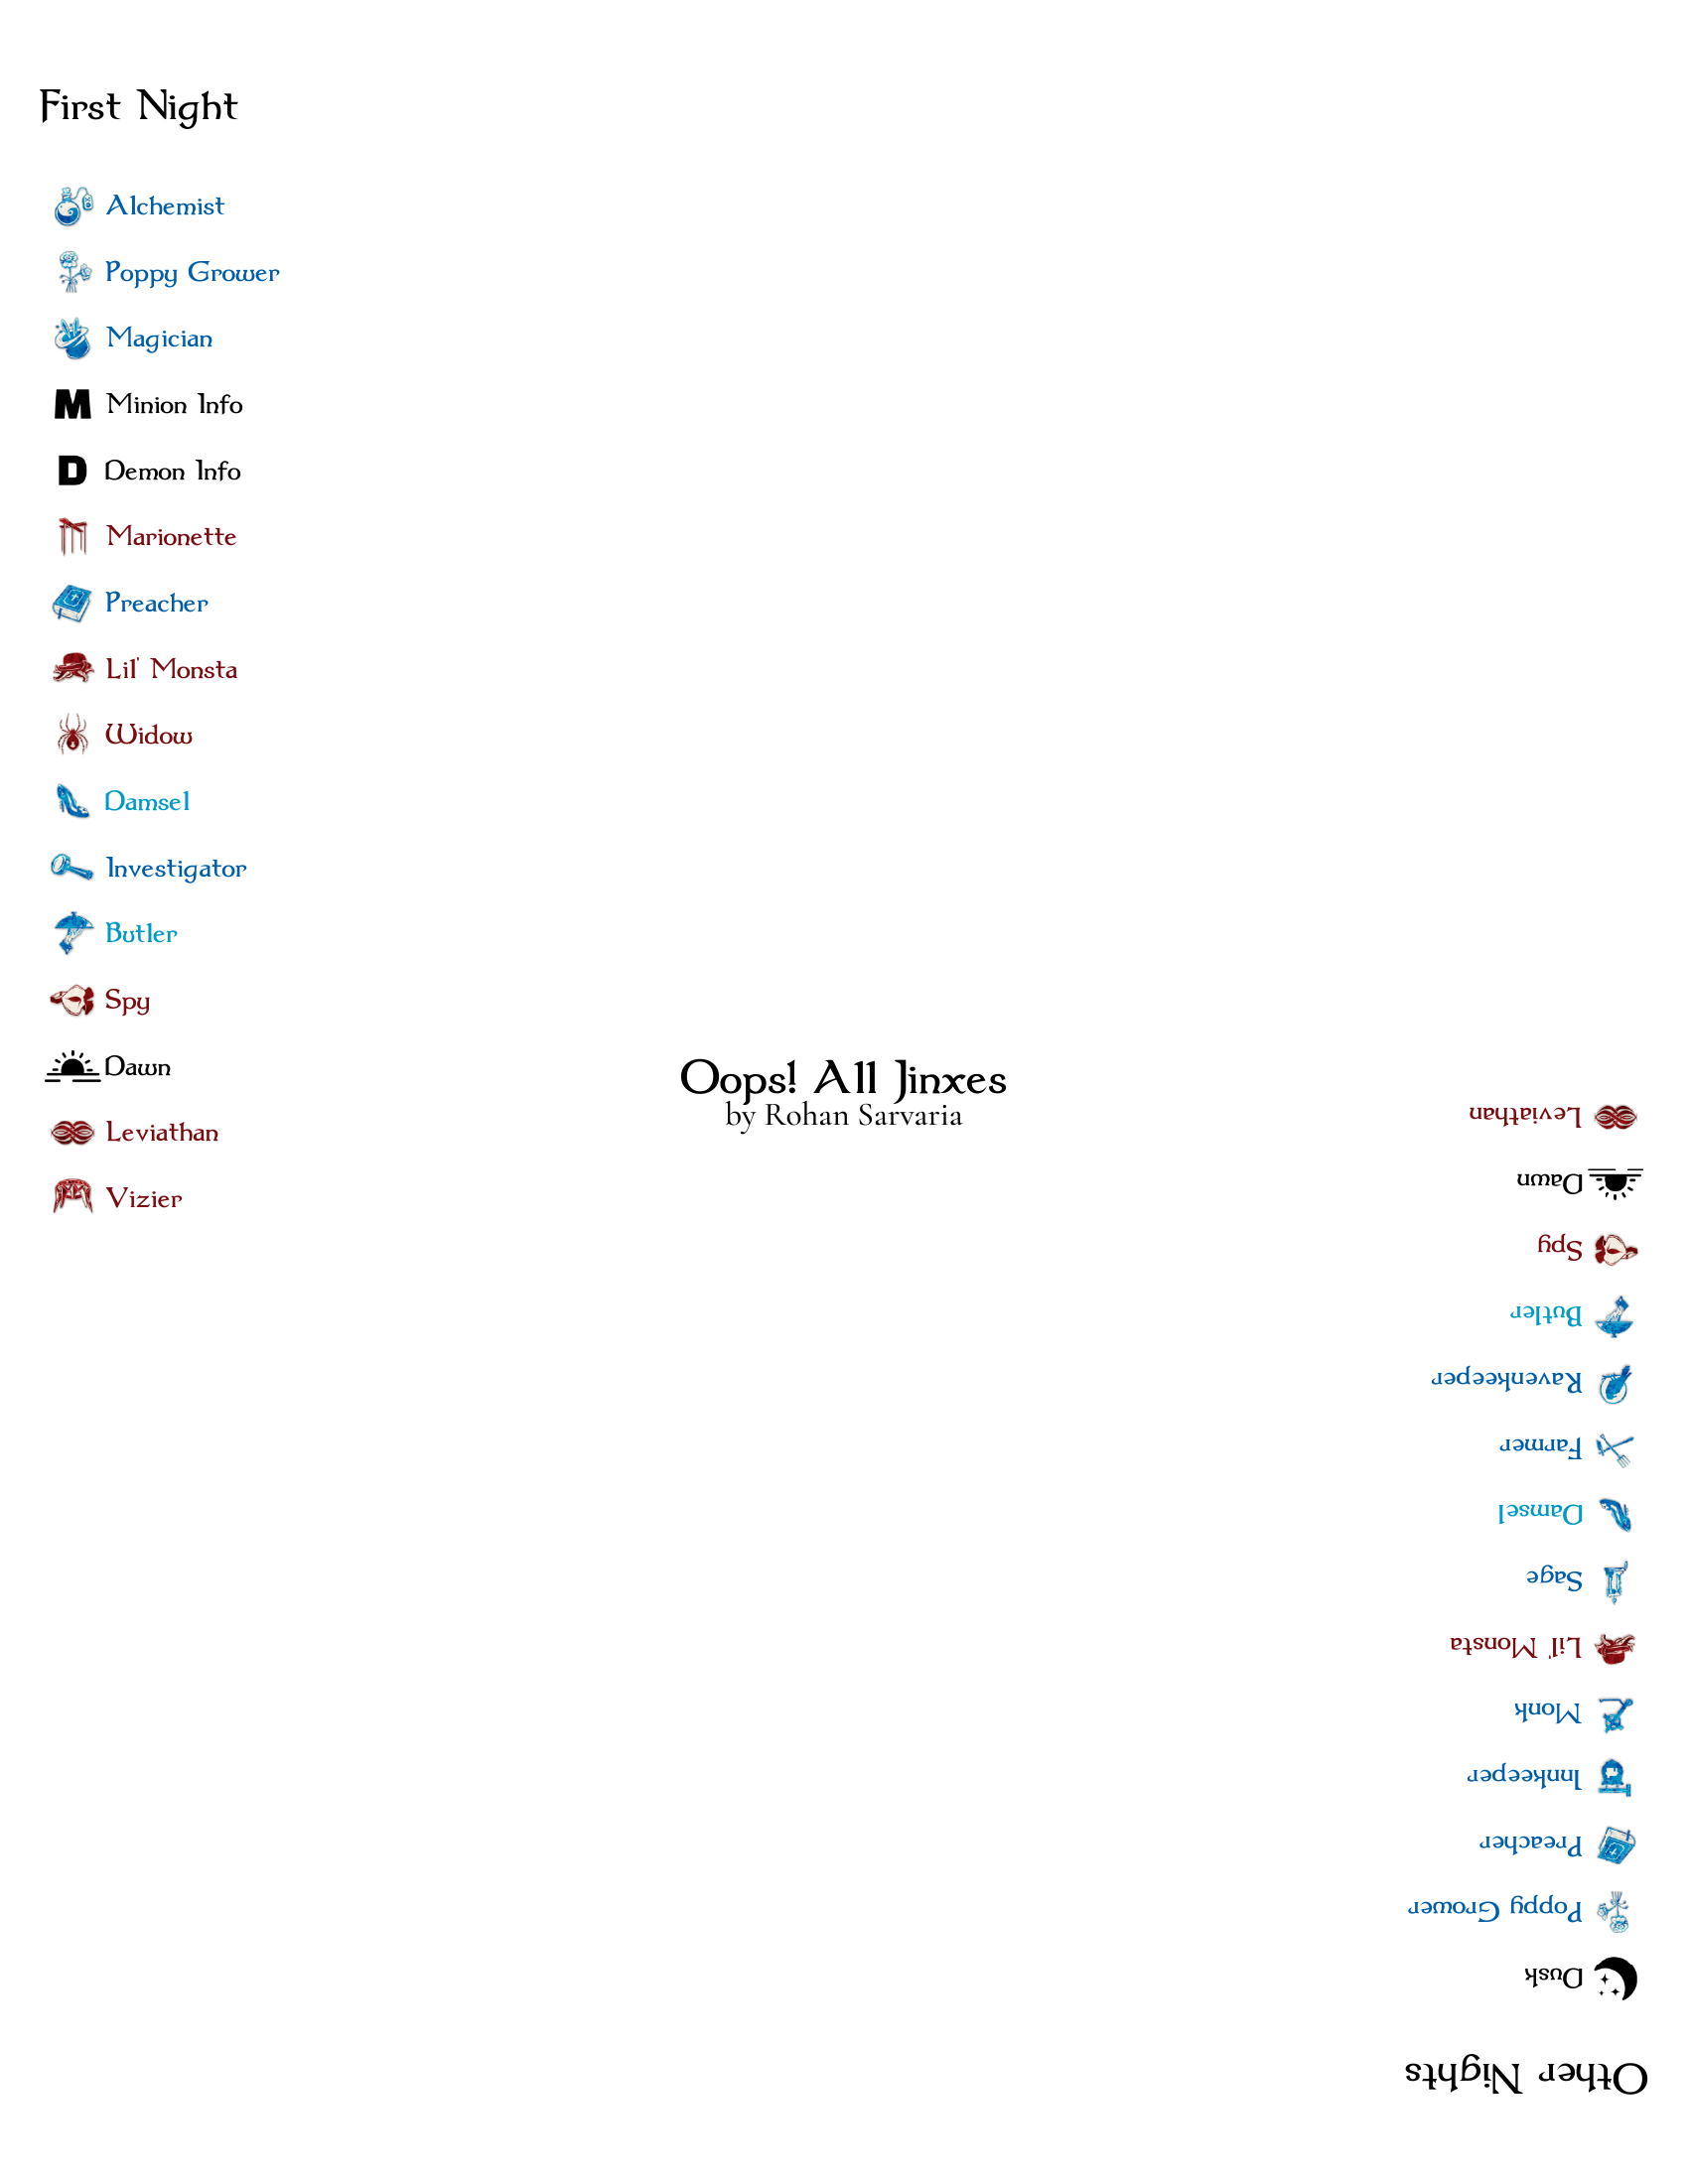 First Night
Alchemist
Poppy Grower
Magician
M Minion Info
D Demon Info
Marionette
Preacher
Lil' Monsta
Widow
Damsel
Investigator
Butler
Spy
Dawn
Leviathan
Vizier
Oops! All Jinxes
by Rohan Sarvaria
Other Nights
Dusk
Poppy Grower
Preacher
Innkeeper
Monk
Lil' Monsta
Sage
Damsel
Farmer
Ravenkeeper
Butler
Spy
Dawn
Leviathan